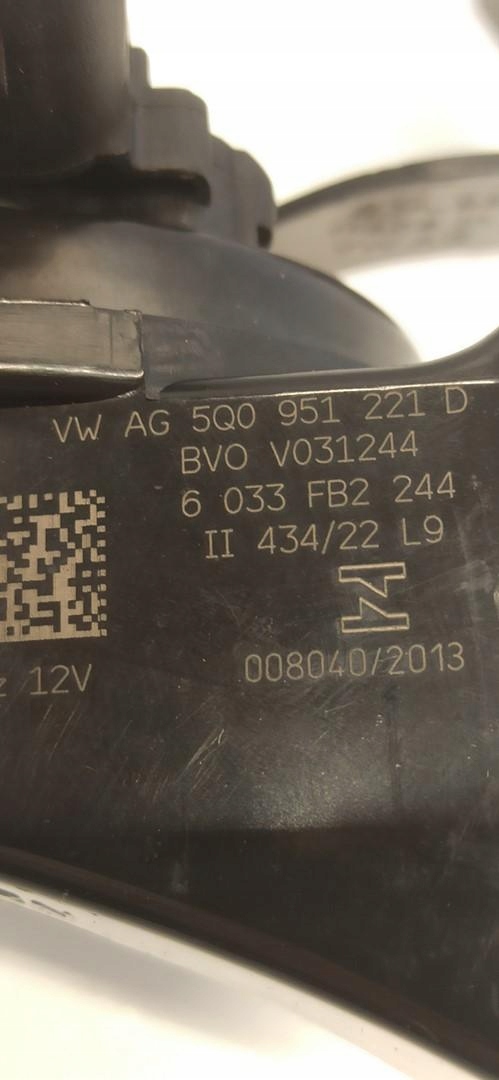 VW AG 5Q0 951 221 D
BVO V031244
6 033 FB2 244
II 434/22 L9
008040/2013
z 12V